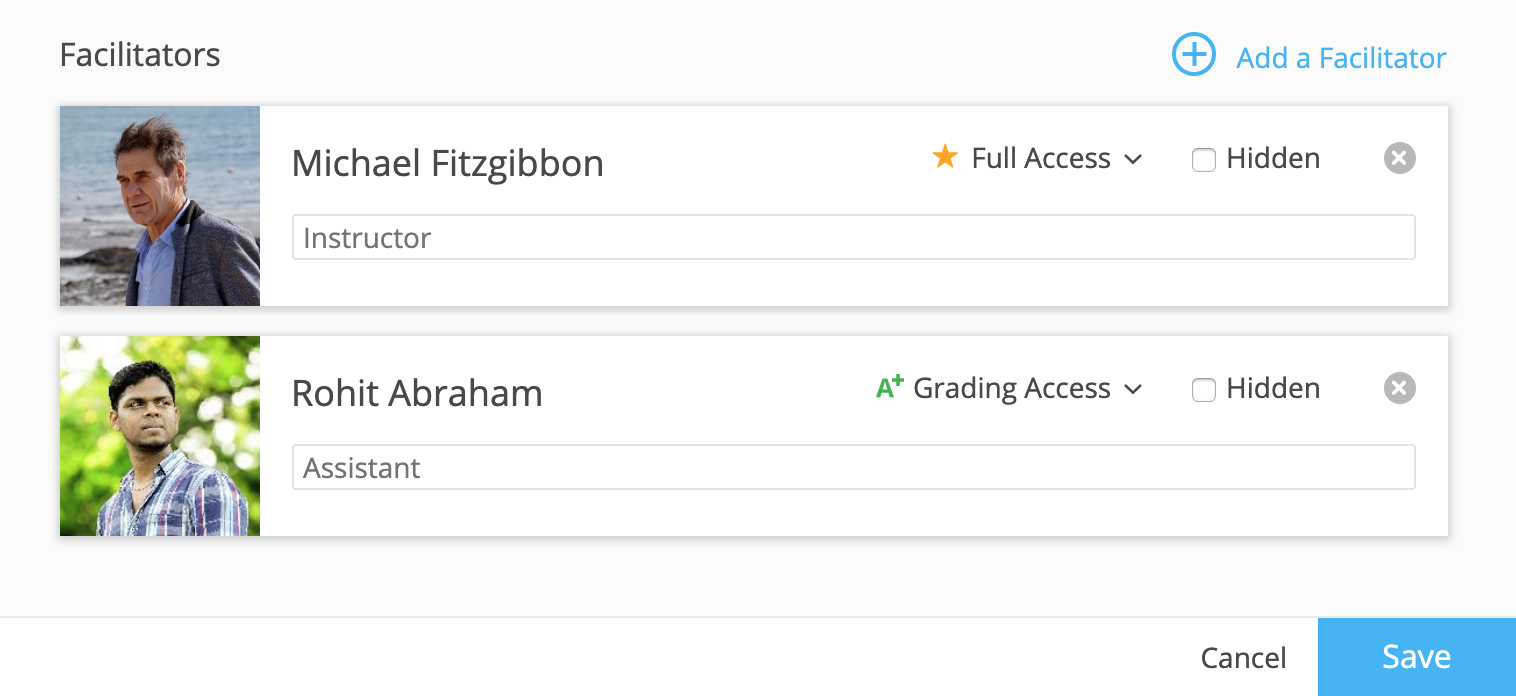 Facilitators
Add a Facilitator
Michael Fitzgibbon
Full Access
Hidden
Instructor
Rohit Abraham
A+ Grading Access
Hidden
Assistant
Cancel
Save